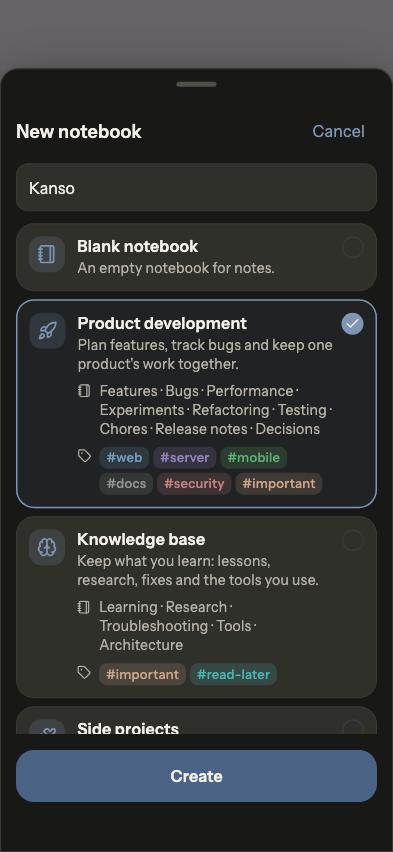 New notebook
Cancel
Kanso
Blank notebook
An empty notebook for notes.
Product development
Plan features, track bugs and keep one
product's work together.
Features · Bugs · Performance ·
Experiments · Refactoring · Testing ·
Chores · Release notes · Decisions
#web #server #mobile
#docs #security #important
Knowledge base
Keep what you learn: lessons,
research, fixes and the tools you use.
Learning · Research ·
Troubleshooting · Tools ·
Architecture
#important #read-later
Side projects
Create